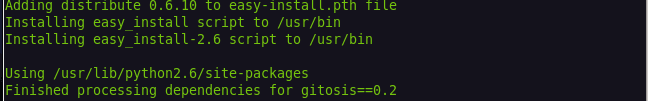 Adding distribute 0.6.10 to easy-install.pth file
Installing easy_install script to /usr/bin
Installing easy_install-2.6 script to /usr/bin

Using /usr/lib/python2.6/site-packages
Finished processing dependencies for gitosis==0.2